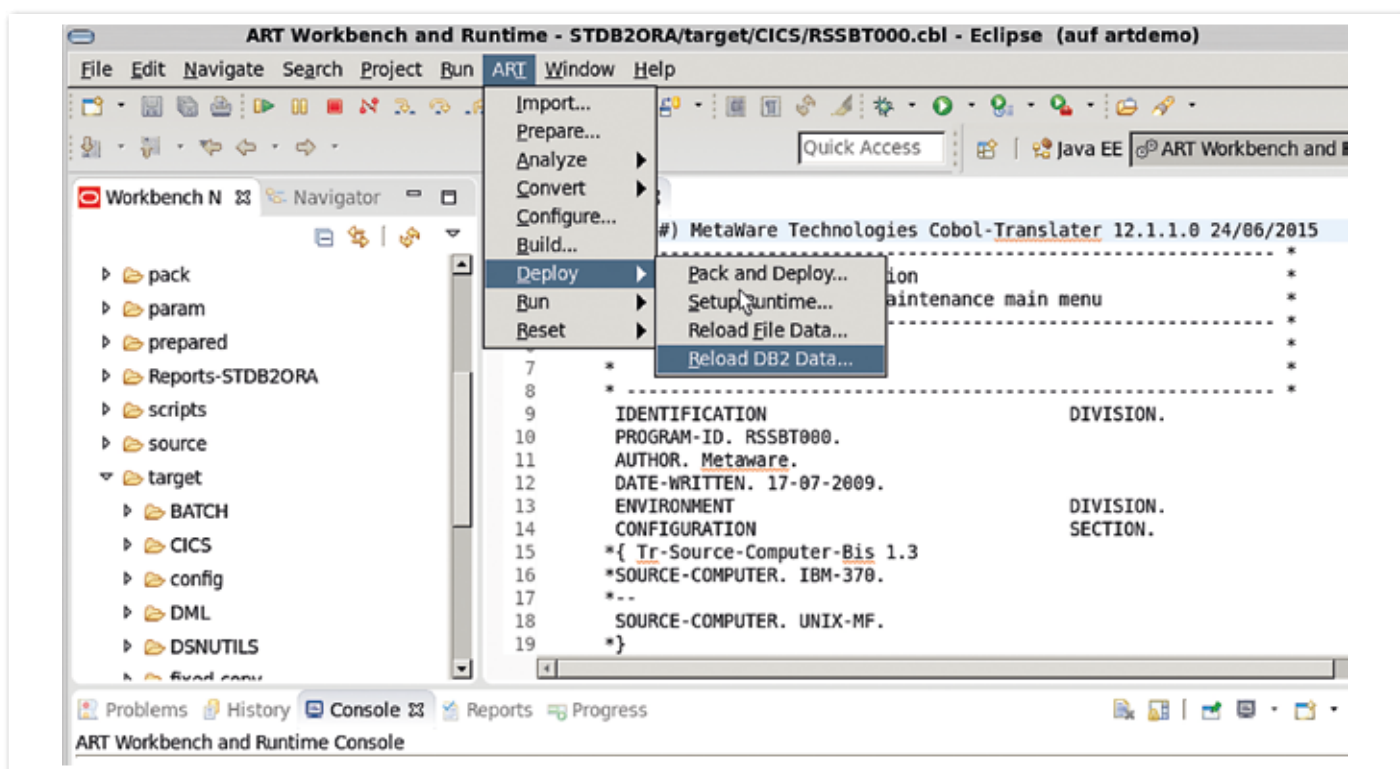 ART Workbench and Runtime - STDB2ORA/target/CICS/RSSBT000.cbl - Eclipse (auf artdemo)
File Edit Navigate Search Project Run ART Window Help
Import...
Prepare...
Analyze
Convert
Configure...
Build...
Deploy
Run
Reset
Pack and Deploy...
Setup Runtime...
Reload File Data...
Reload DB2 Data...
Quick Access
Java EE
ART Workbench and
Workbench N
Navigator
pack
param
prepared
Reports-STDB2ORA
scripts
source
target
BATCH
CICS
config
DML
DSNUTILS
#) MetaWare Technologies Cobol-Translater 12.1.1.0 24/06/2015
---------------------------------- *
ion *
aintenance main menu *
---------------------------------- *
*
7 * *
8 * ---------------------------------------------------------------- *
9 IDENTIFICATION DIVISION.
10 PROGRAM-ID. RSSBT000.
11 AUTHOR. Metaware.
12 DATE-WRITTEN. 17-07-2009.
13 ENVIRONMENT DIVISION.
14 CONFIGURATION SECTION.
15 *{ Tr-Source-Computer-Bis 1.3
16 *SOURCE-COMPUTER. IBM-370.
17 *--
18 SOURCE-COMPUTER. UNIX-MF.
19 *}
Problems History Console Reports Progress
ART Workbench and Runtime Console